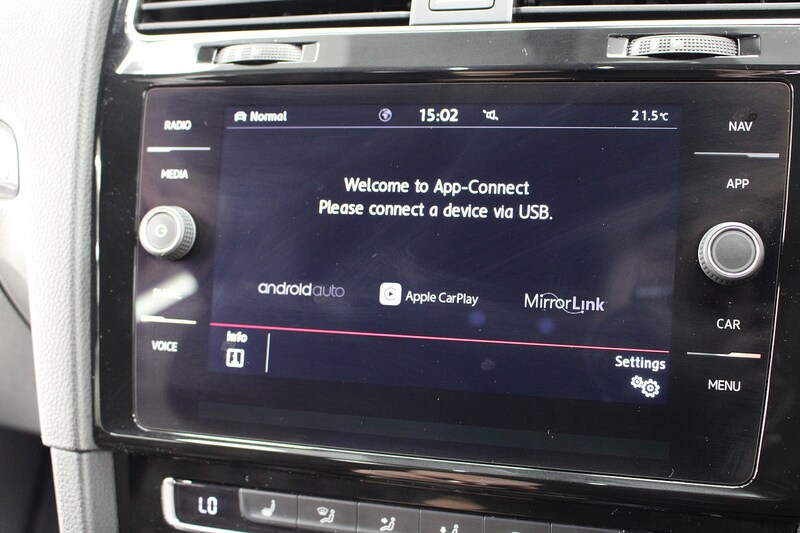 RADIO
MEDIA
VOICE
Normal 15:02 21.5°C
Welcome to App-Connect
Please connect a device via USB.
androidauto Apple CarPlay MirrorLink
Info
Settings
NAV
APP
CAR
MENU
LO